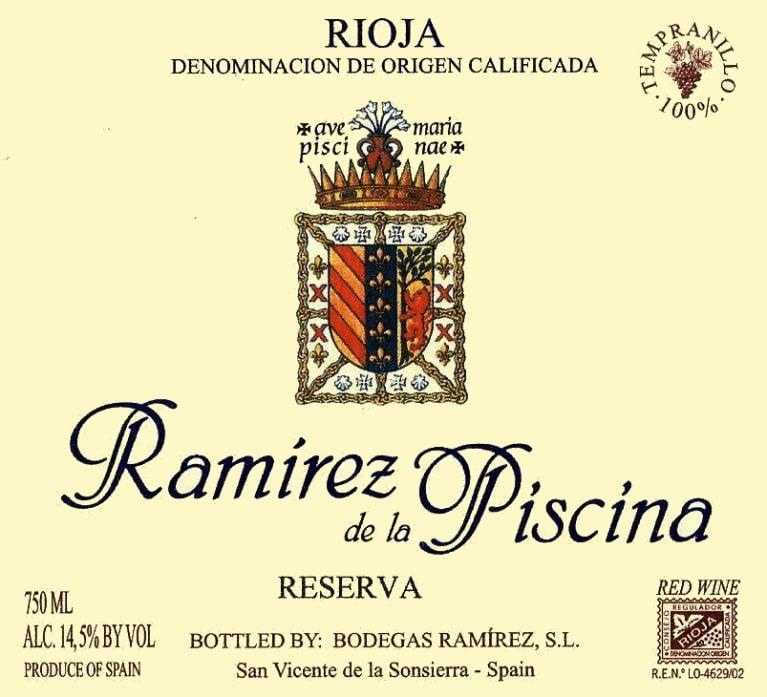 RIOJA
DENOMINACION DE ORIGEN CALIFICADA
TEMPRANILLO
100%
ave maria
pisci nae
Ramírez
de la Piscina
RESERVA
750 ML
ALC. 14,5% BY VOL
PRODUCE OF SPAIN
BOTTLED BY: BODEGAS RAMÍREZ, S.L.
San Vicente de la Sonsierra - Spain
RED WINE
CONSEJO REGULADOR
RIOJA
DENOMINACION ORIGEN
CALIFICADA
R.E.N.º LO-4629/02